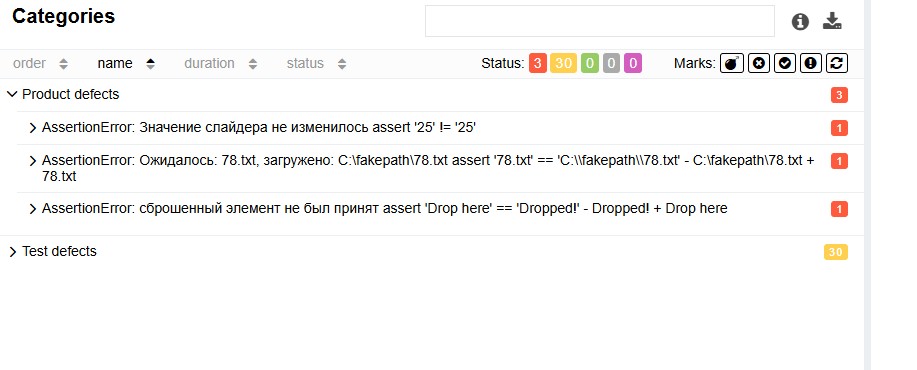 Categories
order name duration status Status: 3 30 0 0 0 Marks:
Product defects 3
AssertionError: Значение слайдера не изменилось assert '25' != '25' 1
AssertionError: Ожидалось: 78.txt, загружено: C:\fakepath\78.txt assert '78.txt' == 'C:\\fakepath\\78.txt' - C:\fakepath\78.txt + 1
78.txt
AssertionError: сброшенный элемент не был принят assert 'Drop here' == 'Dropped!' - Dropped! + Drop here 1
Test defects 30